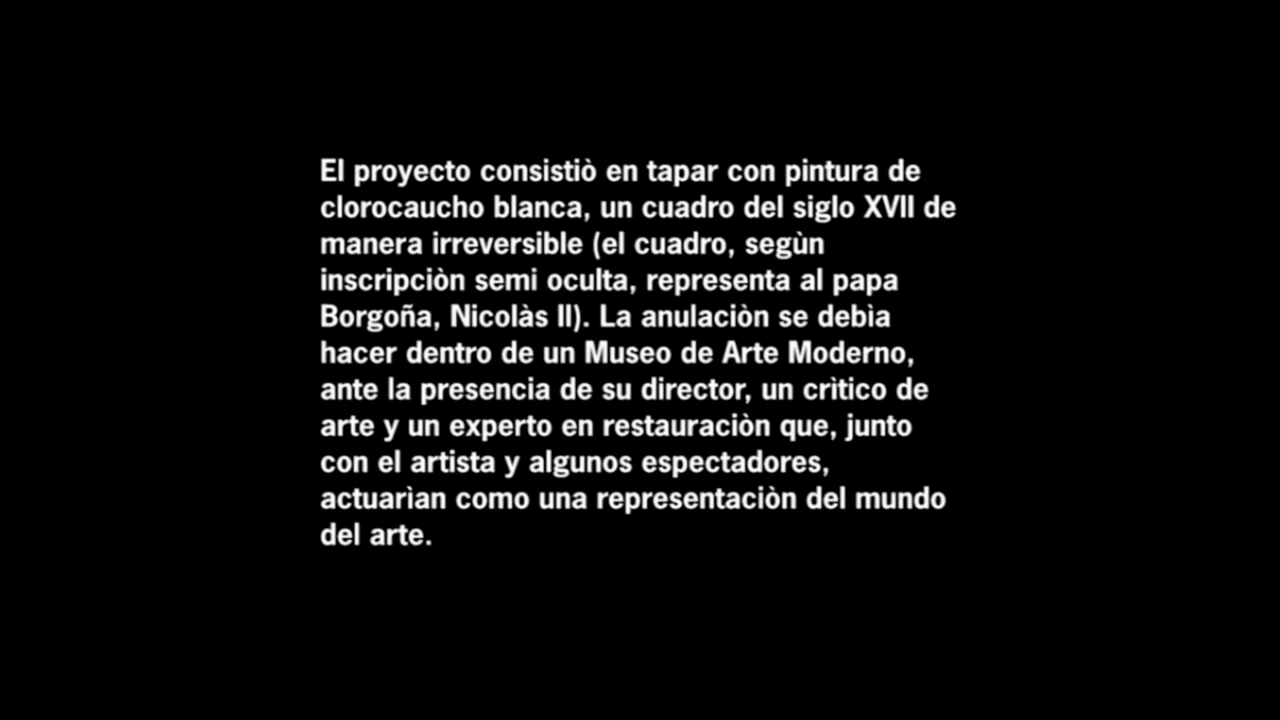 El proyecto consistiò en tapar con pintura de
clorocaucho blanca, un cuadro del siglo XVII de
manera irreversible (el cuadro, segùn
inscripciòn semi oculta, representa al papa
Borgoña, Nicolàs II). La anulaciòn se debìa
hacer dentro de un Museo de Arte Moderno,
ante la presencia de su director, un crìtico de
arte y un experto en restauraciòn que, junto
con el artista y algunos espectadores,
actuarìan como una representaciòn del mundo
del arte.